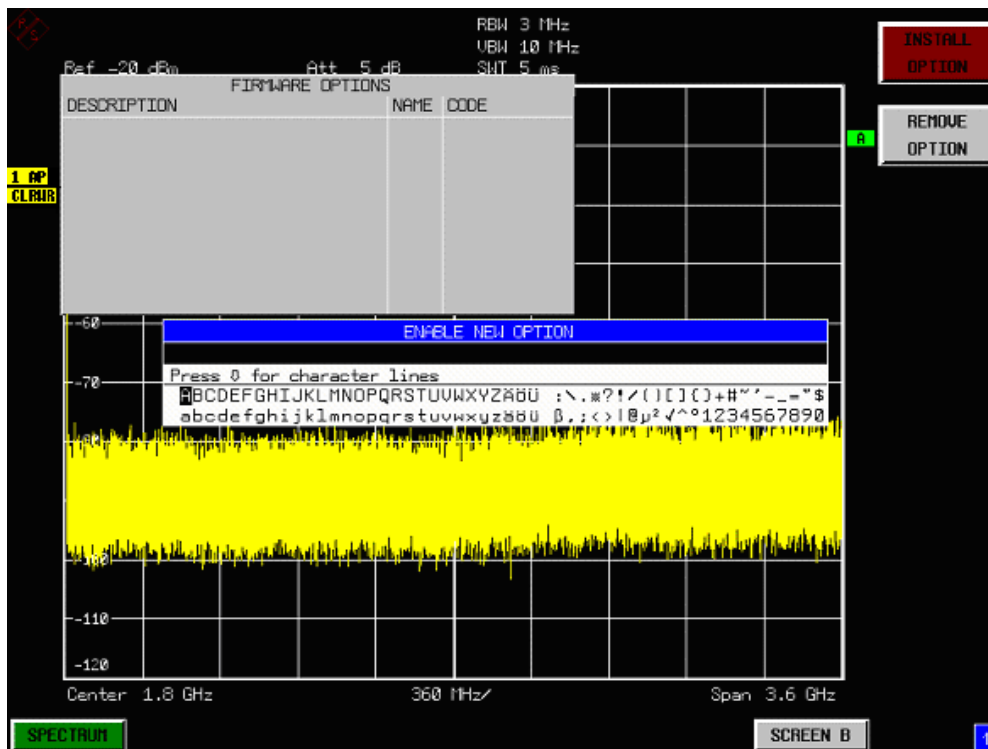 RBW 3 MHz
VBW 10 MHz
Ref -20 dBm Att 5 dB SWT 5 ms
INSTALL
OPTION
FIRMWARE OPTIONS
DESCRIPTION NAME CODE
REMOVE
OPTION
A
1 AP
CLRWR
-60
ENABLE NEW OPTION
-70
Press ⇩ for character lines
ABCDEFGHIJKLMNOPQRSTUVWXYZÄÖÜ :\.*?!/()[]{}+#~'-_="$
abcdefghijklmnopqrstuvwxyzäöü ß,;<>|@µ²√^°1234567890
-80
-100
-110
-120
Center 1.8 GHz 360 MHz/ Span 3.6 GHz
SPECTRUM SCREEN B